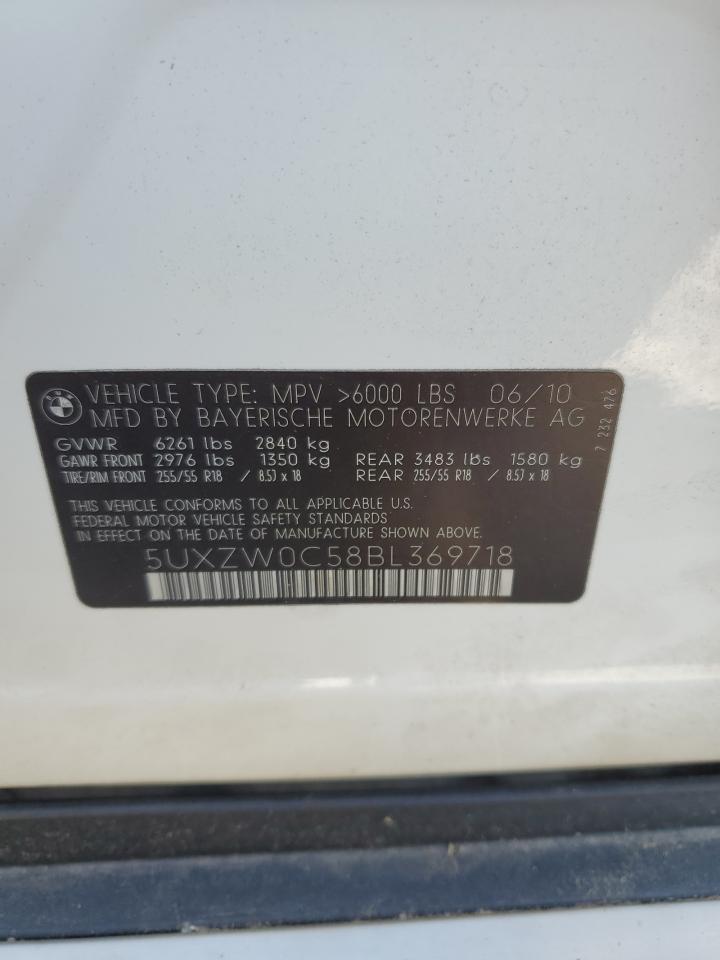 VEHICLE TYPE: MPV >6000 LBS 06/10
MFD BY BAYERISCHE MOTORENWERKE AG
GVWR 6261 lbs 2840 kg
GAWR FRONT 2976 lbs 1350 kg REAR 3483 lbs 1580 kg
TIRE/RIM FRONT 255/55 R18 / 8.5J x 18 REAR 255/55 R18 / 8.5J x 18
THIS VEHICLE CONFORMS TO ALL APPLICABLE U.S.
FEDERAL MOTOR VEHICLE SAFETY STANDARDS
IN EFFECT ON THE DATE OF MANUFACTURE SHOWN ABOVE
5UXZW0C58BL369718
7 232 476
BMW